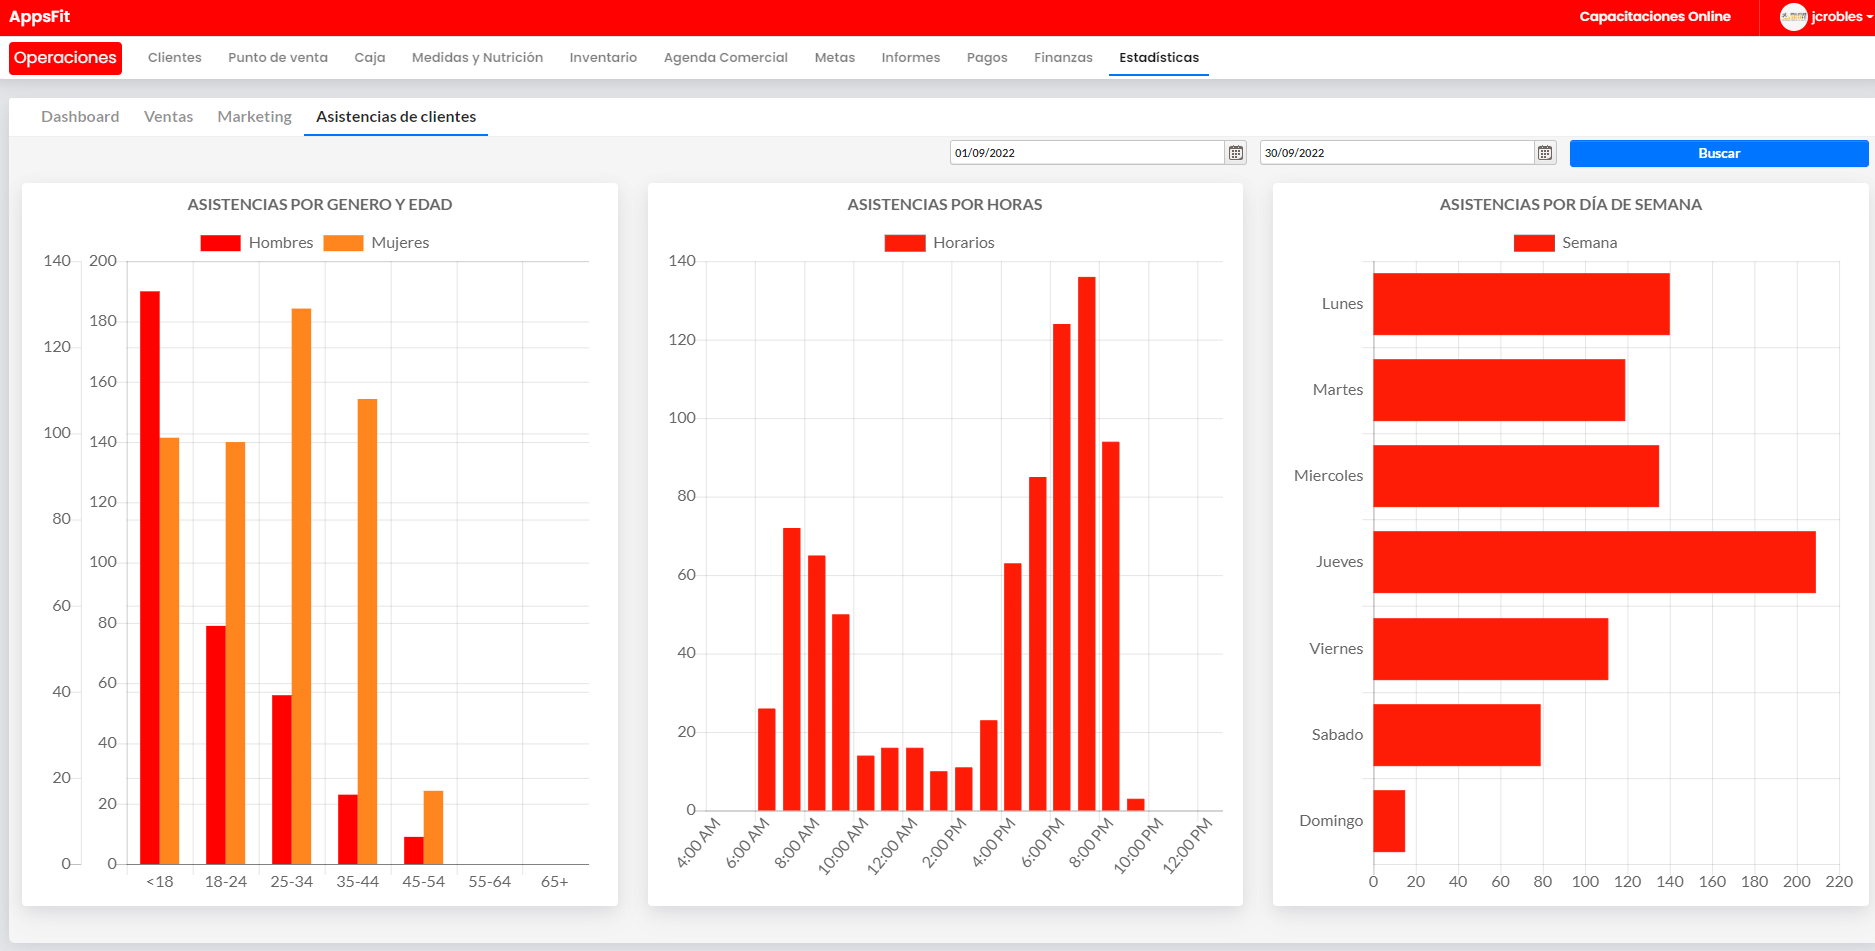 AppsFit
Capacitaciones Online
jcrobles
Operaciones Clientes Punto de venta Caja Medidas y Nutrición Inventario Agenda Comercial Metas Informes Pagos Finanzas Estadísticas
Dashboard Ventas Marketing Asistencias de clientes
01/09/2022 30/09/2022 Buscar
ASISTENCIAS POR GENERO Y EDAD
Hombres Mujeres
140 200
180
120
160
100 140
120
80
100
60
80
60
40
40
20
20
0 0
<18 18-24 25-34 35-44 45-54 55-64 65+
ASISTENCIAS POR HORAS
Horarios
140
120
100
80
60
40
20
0
4:00 AM 6:00 AM 8:00 AM 10:00 AM 12:00 AM 2:00 PM 4:00 PM 6:00 PM 8:00 PM 10:00 PM 12:00 PM
ASISTENCIAS POR DÍA DE SEMANA
Semana
Lunes
Martes
Miercoles
Jueves
Viernes
Sabado
Domingo
0 20 40 60 80 100 120 140 160 180 200 220